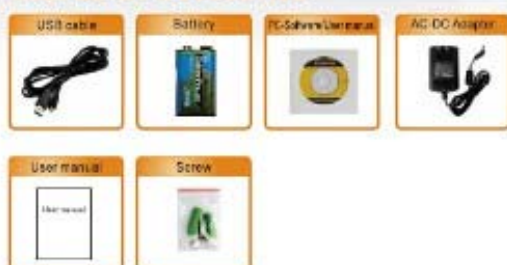 USB cable
Battery
PC-Software User manual
AC-DC Adapter
User manual
Screw
User manual